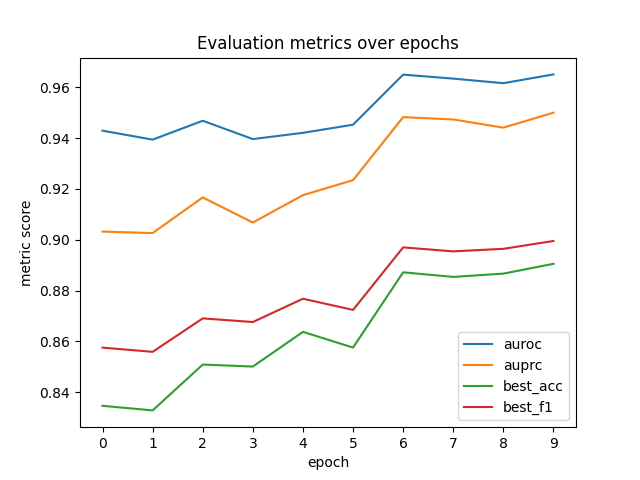 Evaluation metrics over epochs
metric score
0.96
0.94
0.92
0.90
0.88
0.86
0.84
auroc
auprc
best_acc
best_f1
0 1 2 3 4 5 6 7 8 9
epoch